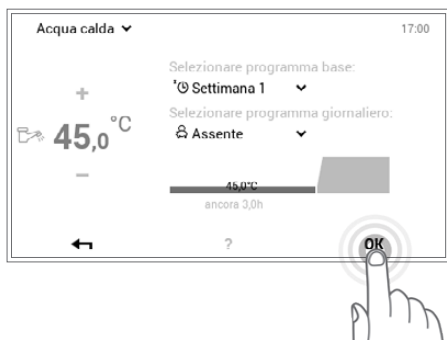 Acqua calda
17:00
Selezionare programma base:
Settimana 1
Selezionare programma giornaliero:
Assente
+
45,0°C
−
45,0°C
ancora 3,0h
?
OK